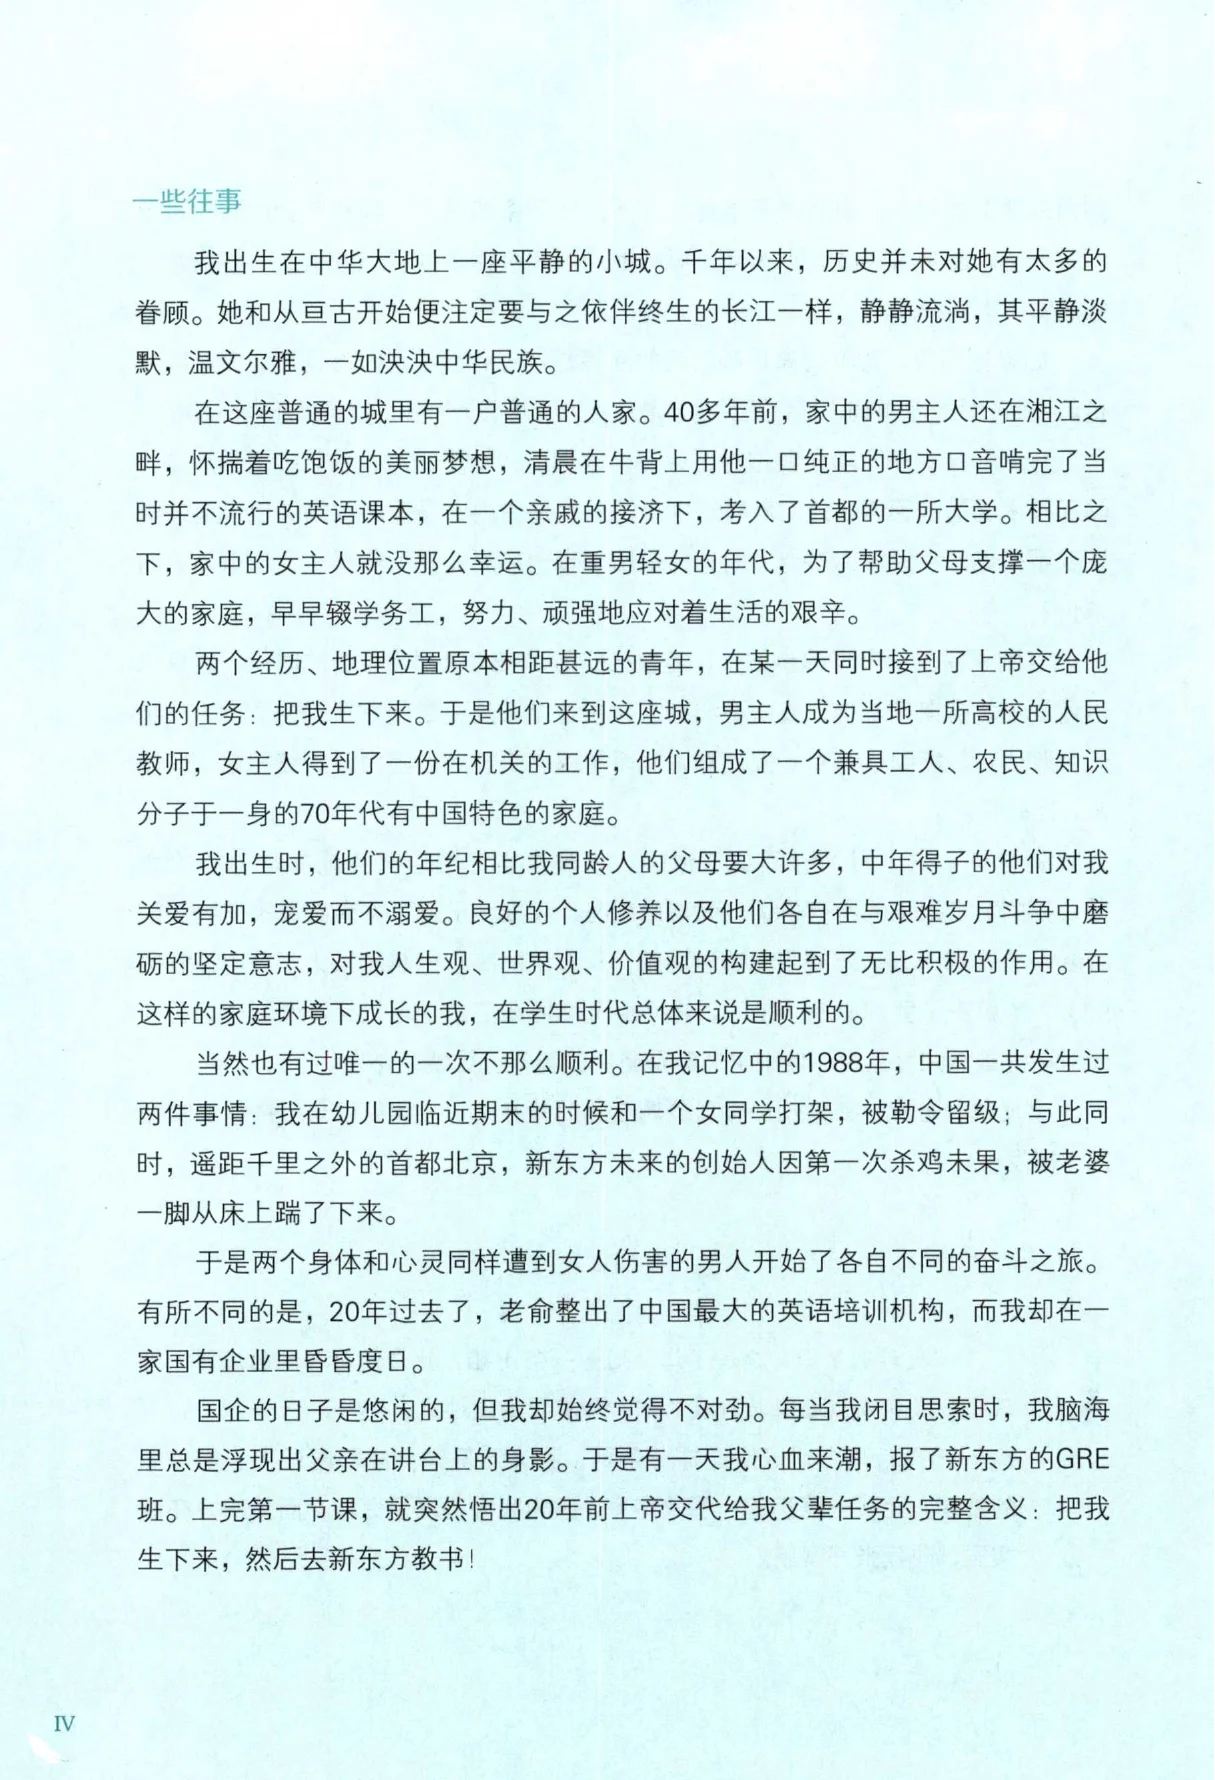 一些往事
我出生在中华大地上一座平静的小城。千年以来，历史并未对她有太多的
眷顾。她和从亘古开始便注定要与之依伴终生的长江一样，静静流淌，其平静淡
默，温文尔雅，一如泱泱中华民族。
在这座普通的城里有一户普通的人家。40多年前，家中的男主人还在湘江之
畔，怀揣着吃饱饭的美丽梦想，清晨在牛背上用他一口纯正的地方口音啃完了当
时并不流行的英语课本，在一个亲戚的接济下，考入了首都的一所大学。相比之
下，家中的女主人就没那么幸运。在重男轻女的年代，为了帮助父母支撑一个庞
大的家庭，早早辍学务工，努力、顽强地应对着生活的艰辛。
两个经历、地理位置原本相距甚远的青年，在某一天同时接到了上帝交给他
们的任务：把我生下来。于是他们来到这座城，男主人成为当地一所高校的人民
教师，女主人得到了一份在机关的工作，他们组成了一个兼具工人、农民、知识
分子于一身的70年代有中国特色的家庭。
我出生时，他们的年纪相比我同龄人的父母要大许多，中年得子的他们对我
关爱有加，宠爱而不溺爱。良好的个人修养以及他们各自在与艰难岁月斗争中磨
砺的坚定意志，对我人生观、世界观、价值观的构建起到了无比积极的作用。在
这样的家庭环境下成长的我，在学生时代总体来说是顺利的。
当然也有过唯一的一次不那么顺利。在我记忆中的1988年，中国一共发生过
两件事情：我在幼儿园临近期末的时候和一个女同学打架，被勒令留级；与此同
时，遥距千里之外的首都北京，新东方未来的创始人因第一次杀鸡未果，被老婆
一脚从床上踹了下来。
于是两个身体和心灵同样遭到女人伤害的男人开始了各自不同的奋斗之旅。
有所不同的是，20年过去了，老俞整出了中国最大的英语培训机构，而我却在一
家国有企业里昏昏度日。
国企的日子是悠闲的，但我却始终觉得不对劲。每当我闭目思索时，我脑海
里总是浮现出父亲在讲台上的身影。于是有一天我心血来潮，报了新东方的GRE
班。上完第一节课，就突然悟出20年前上帝交代给我父辈任务的完整含义：把我
生下来，然后去新东方教书！
IV